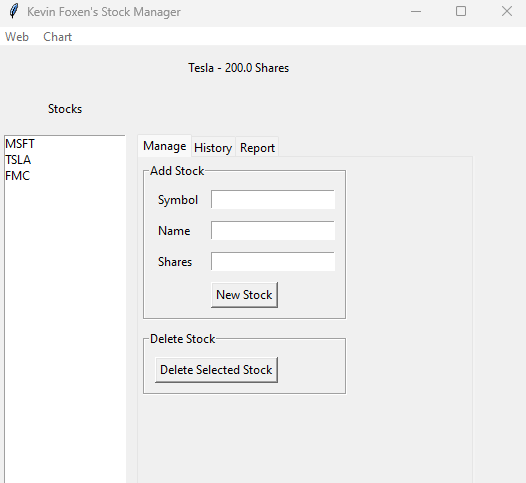 Kevin Foxen's Stock Manager
Web Chart
Tesla - 200.0 Shares
Stocks
MSFT
TSLA
FMC
Manage History Report
Add Stock
Symbol
Name
Shares
New Stock
Delete Stock
Delete Selected Stock